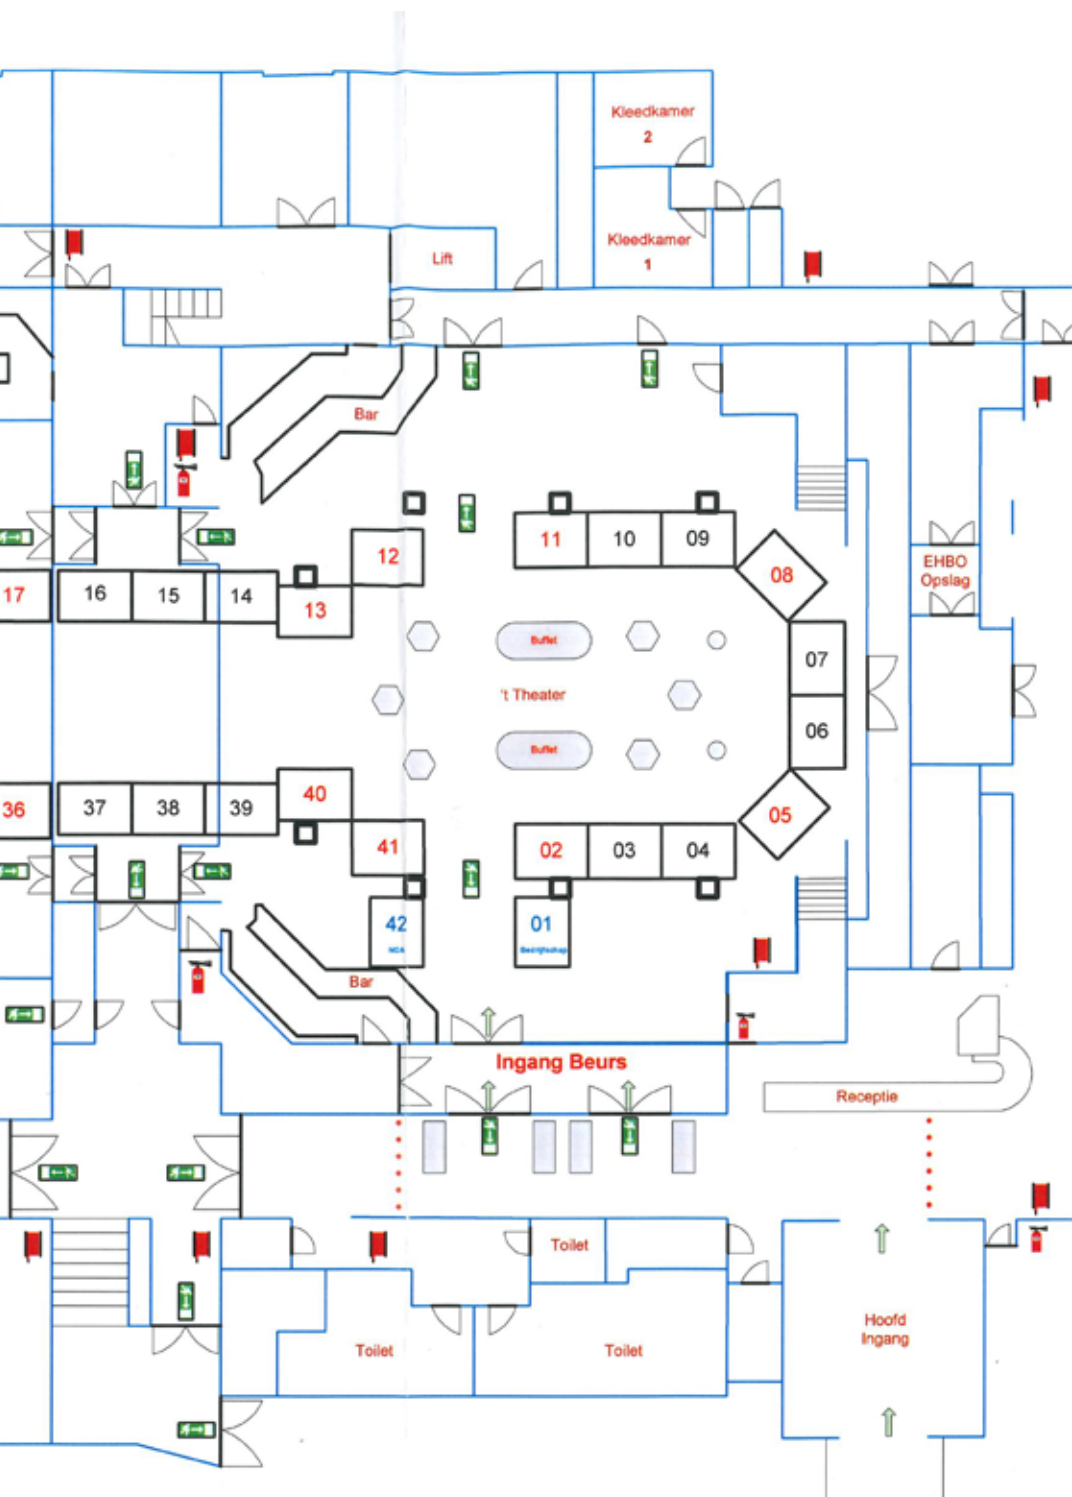 Kleedkamer
2
Kleedkamer
1
Lift
Bar
12
11
10
09
08
EHBO
Opslag
17
16
15
14
13
Buffet
07
't Theater
06
Buffet
36
37
38
39
40
41
02
03
04
05
42
NCA
01
Bedrijfschap
Bar
Ingang Beurs
Receptie
Toilet
Toilet
Toilet
Hoofd
Ingang